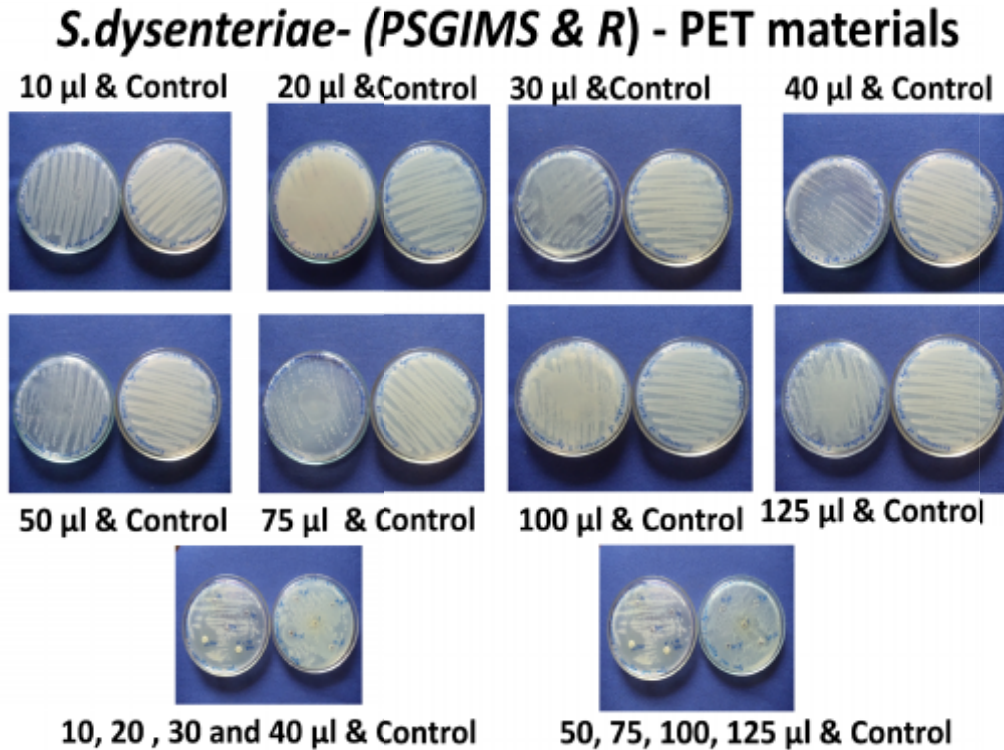 S.dysenteriae- (PSGIMS & R) - PET materials
10 µl & Control
20 µl &Control
30 µl &Control
40 µl & Control
50 µl & Control
75 µl & Control
100 µl & Control
125 µl & Control
10, 20 , 30 and 40 µl & Control
50, 75, 100, 125 µl & Control